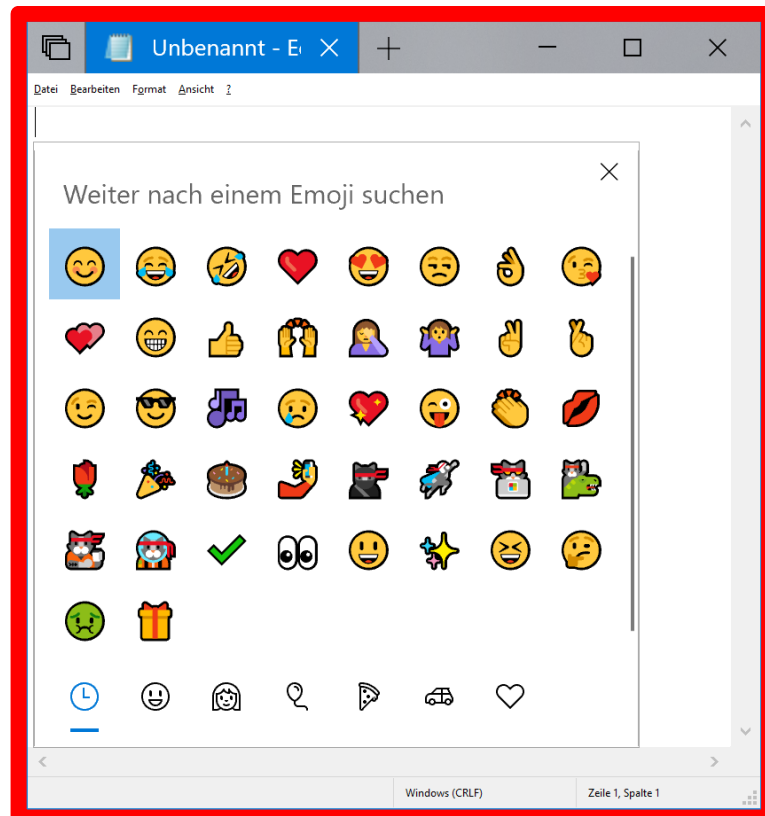 Unbenannt - E
Datei Bearbeiten Format Ansicht ?
Weiter nach einem Emoji suchen
Windows (CRLF) Zeile 1, Spalte 1